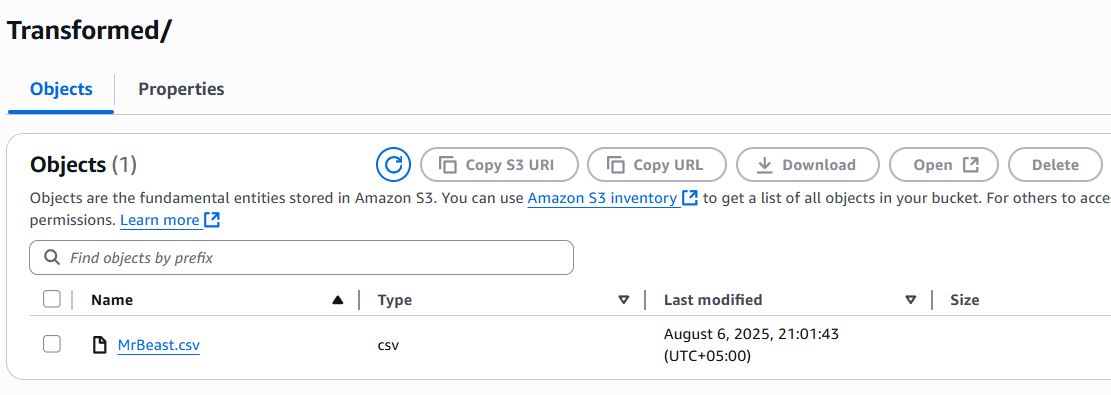 Transformed/
Objects
Properties
Objects (1)
Copy S3 URI
Copy URL
Download
Open
Delete
Objects are the fundamental entities stored in Amazon S3. You can use Amazon S3 inventory to get a list of all objects in your bucket. For others to acce
permissions. Learn more
Find objects by prefix
Name
Type
Last modified
Size
MrBeast.csv
csv
August 6, 2025, 21:01:43
(UTC+05:00)